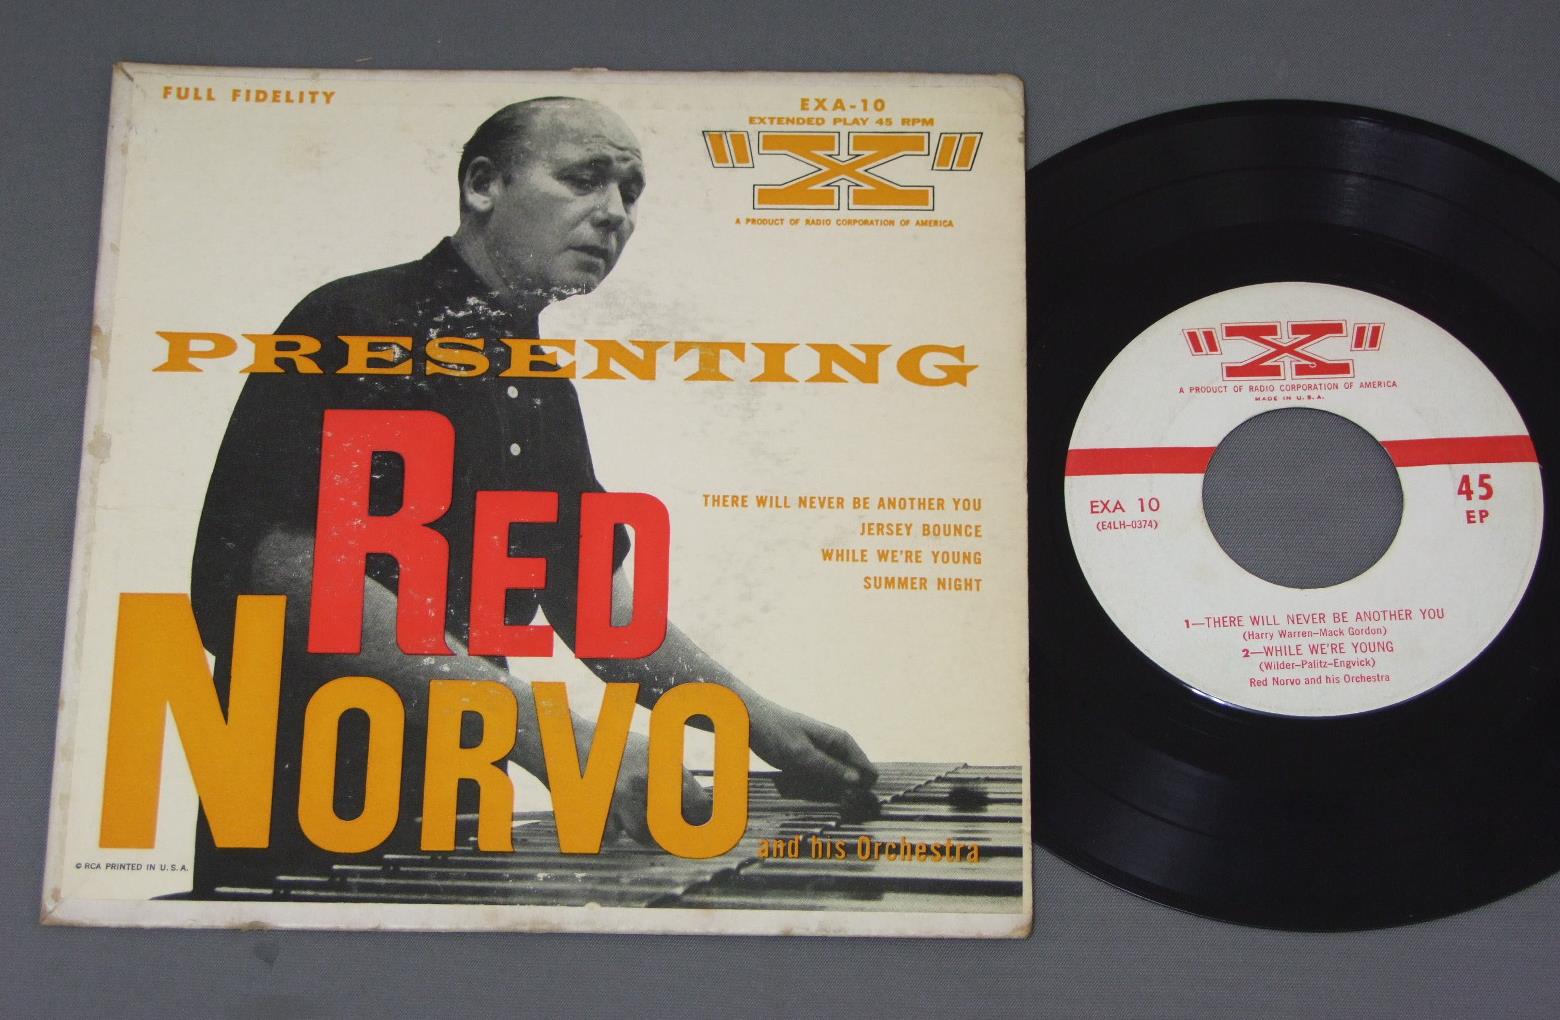 FULL FIDELITY
EXA-10
EXTENDED PLAY 45 RPM
"X"
A PRODUCT OF RADIO CORPORATION OF AMERICA
PRESENTING
RED
NORVO
and his Orchestra
THERE WILL NEVER BE ANOTHER YOU
JERSEY BOUNCE
WHILE WE'RE YOUNG
SUMMER NIGHT
© RCA PRINTED IN U.S.A.
"X"
A PRODUCT OF RADIO CORPORATION OF AMERICA
MADE IN U.S.A.
EXA 10
(E4LH-0374)
45
EP
1—THERE WILL NEVER BE ANOTHER YOU
(Harry Warren-Mack Gordon)
2—WHILE WE'RE YOUNG
(Wilder-Palitz-Engvick)
Red Norvo and his Orchestra